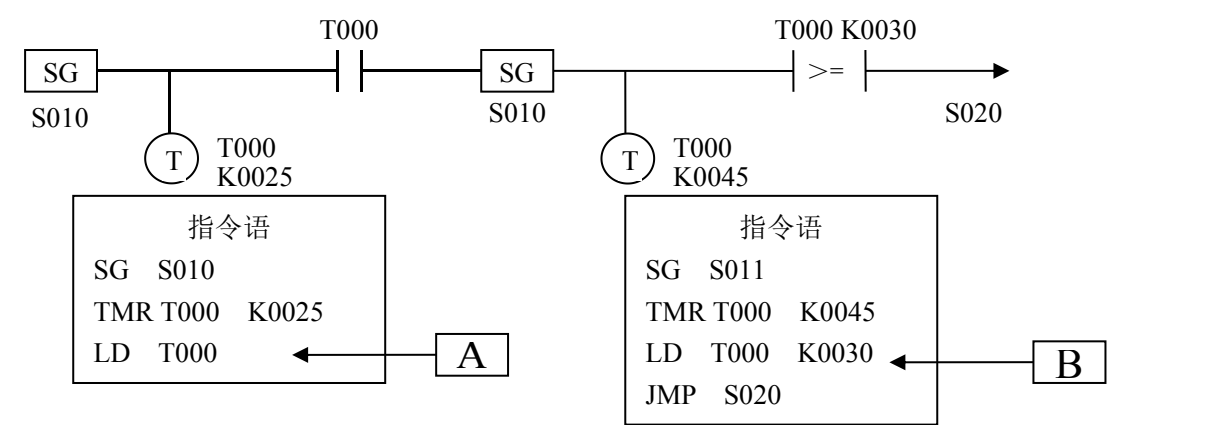 T000
T000 K0030
SG
SG
>=
S010
S010
S020
T
T000
K0025
T
T000
K0045
指令语
SG S010
TMR T000 K0025
LD T000
A
指令语
SG S011
TMR T000 K0045
LD T000 K0030
JMP S020
B